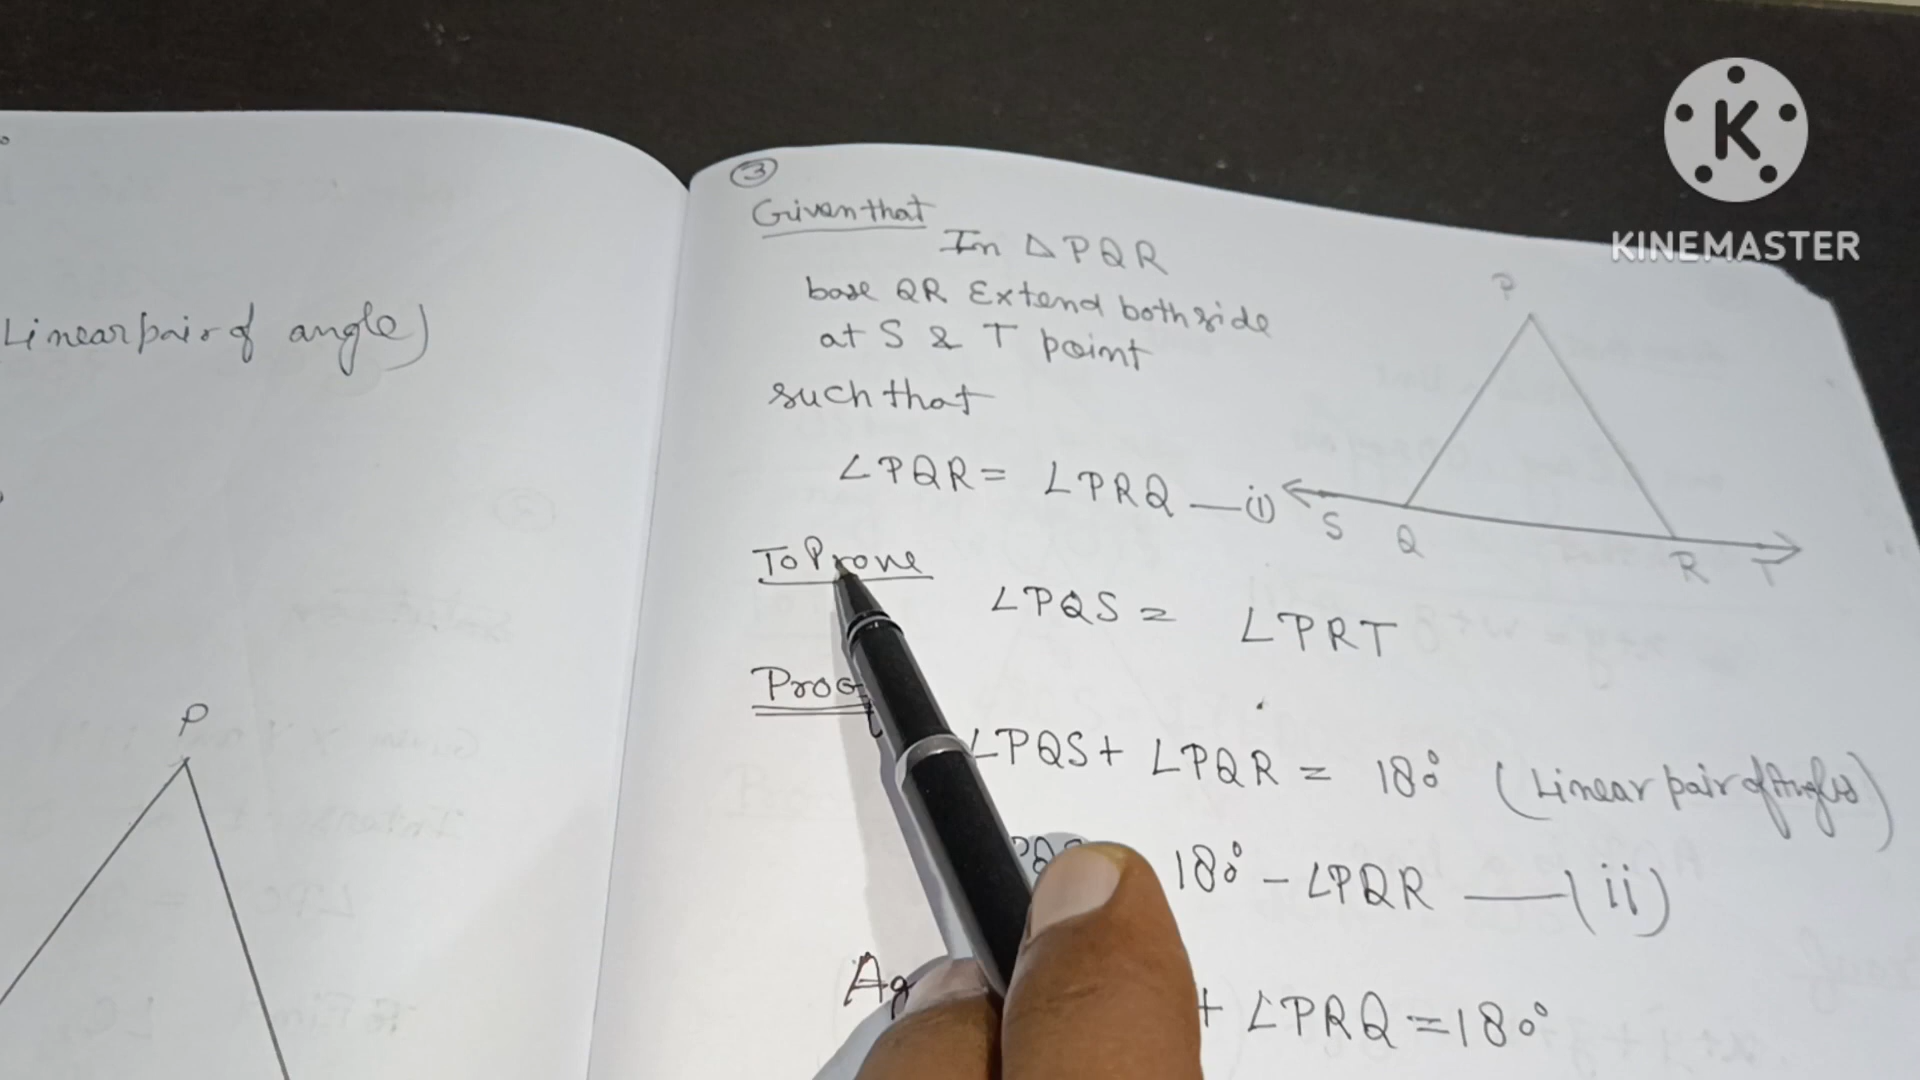 KINEMASTER
Linear pair of angle)
P
3
Given that
In △PQR
base QR Extend both side
at S & T point
such that
∠PQR = ∠PRQ —(i)
P
S Q R T
To Prove
∠PQS = ∠PRT
Proof
∠PQS + ∠PQR = 180° (Linear pair of Angles)
180° - ∠PQR —(ii)
+ ∠PRQ = 180°